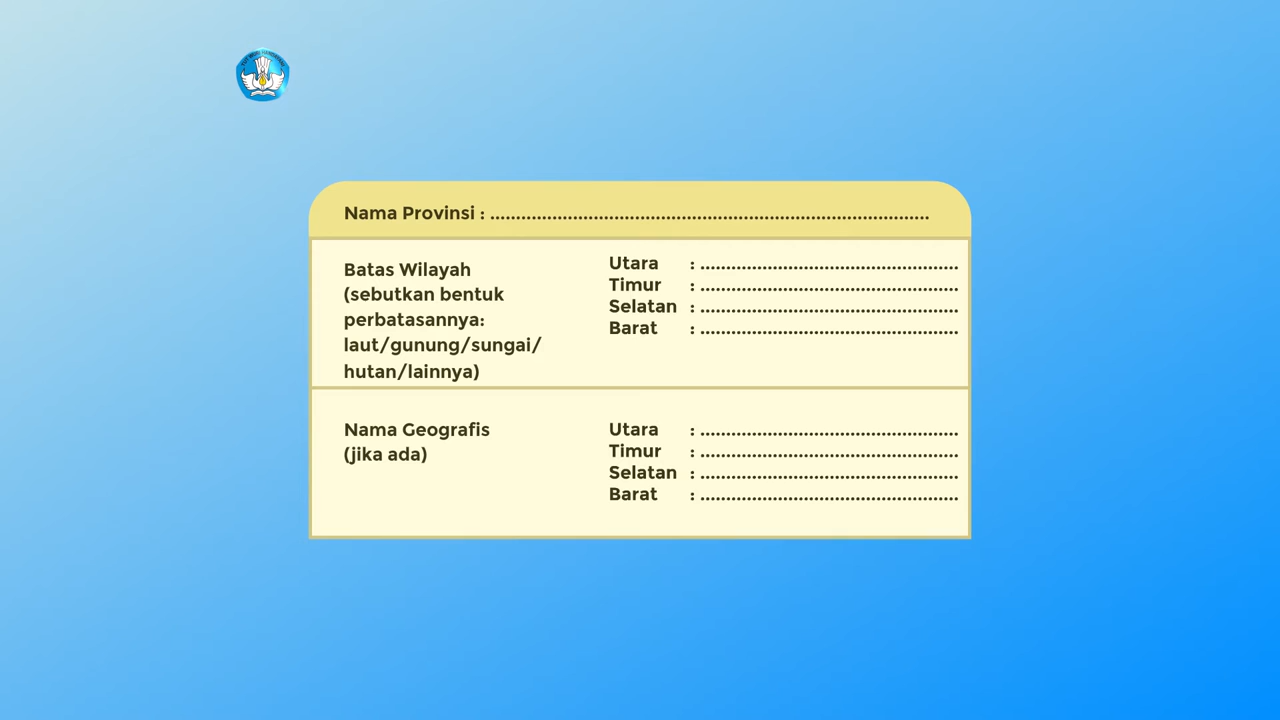 Nama Provinsi : .....................................................................................
Batas Wilayah
(sebutkan bentuk
perbatasannya:
laut/gunung/sungai/
hutan/lainnya)
Utara : ..................................................
Timur : ..................................................
Selatan : ..................................................
Barat : ..................................................
Nama Geografis
(jika ada)
Utara : ..................................................
Timur : ..................................................
Selatan : ..................................................
Barat : ..................................................